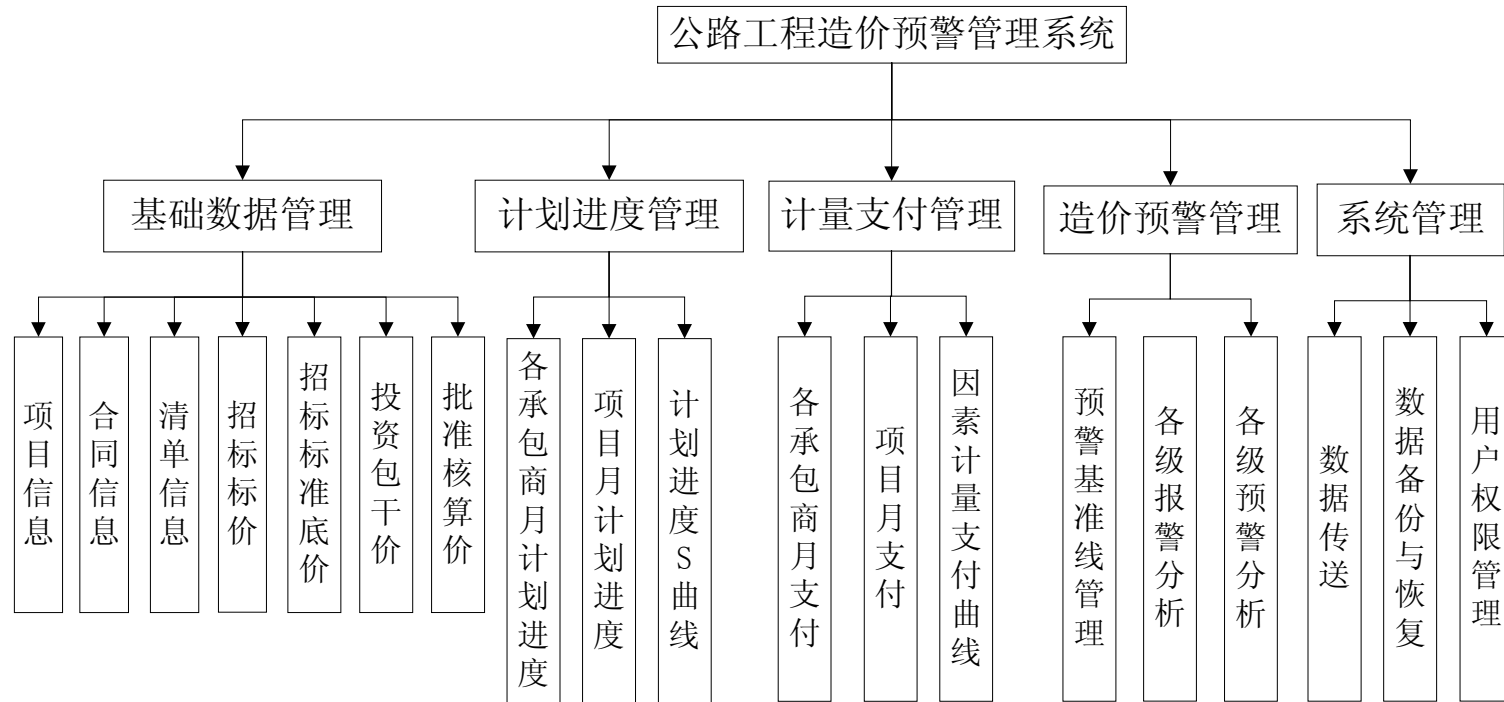 公路工程造价预警管理系统
基础数据管理
计划进度管理
计量支付管理
造价预警管理
系统管理
项目信息
合同信息
清单信息
招标标价
招标标准底价
投资包干价
批准核算价
各承包商月计划进度
项目月计划进度
计划进度S曲线
各承包商月支付
项目月支付
因素计量支付曲线
预警基准线管理
各级报警分析
各级预警分析
数据传送
数据备份与恢复
用户权限管理